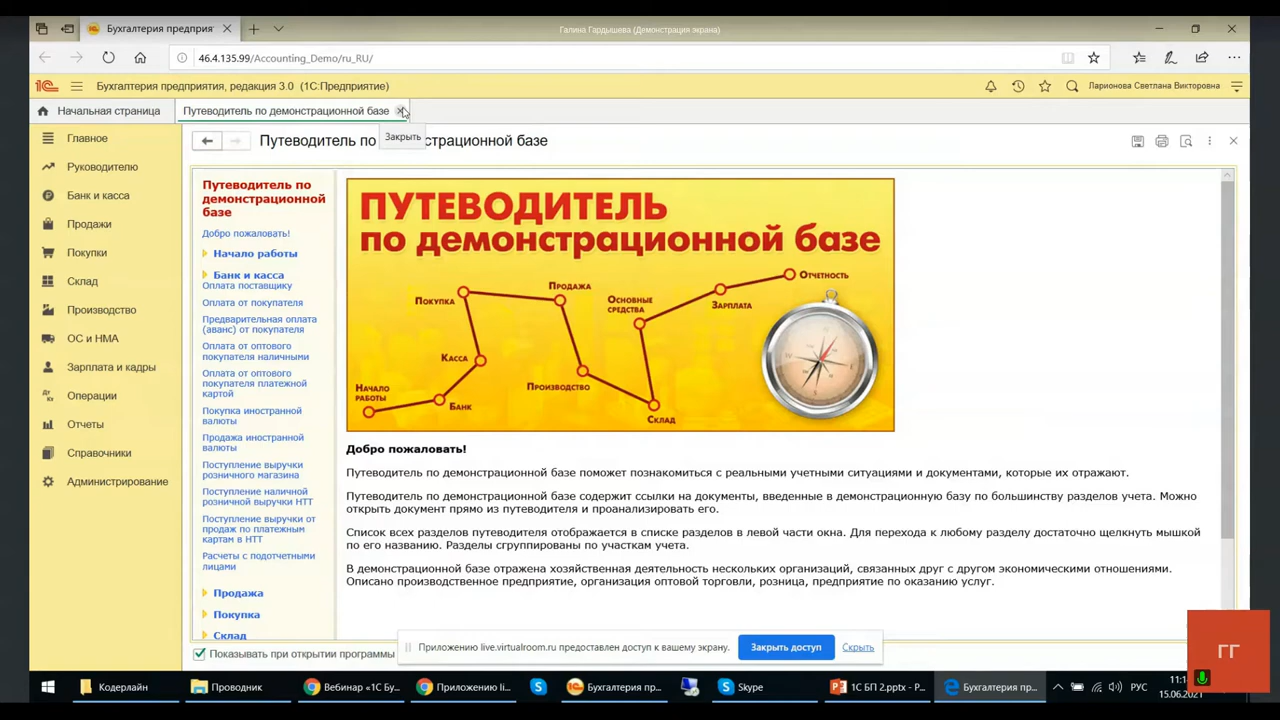 Бухгалтерия предприя
Галина Гардышева (Демонстрация экрана)
46.4.135.99/Accounting_Demo/ru_RU/
1С Бухгалтерия предприятия, редакция 3.0 (1С:Предприятие)
Ларионова Светлана Викторовна
Начальная страница
Путеводитель по демонстрационной базе
Закрыть
Главное
Руководителю
Банк и касса
Продажи
Покупки
Склад
Производство
ОС и НМА
Зарплата и кадры
Операции
Отчеты
Справочники
Администрирование
Путеводитель по страционной базе
Путеводитель по
демонстрационной
базе
Добро пожаловать!
Начало работы
Банк и касса
Оплата поставщику
Оплата от покупателя
Предварительная оплата
(аванс) от покупателя
Оплата от оптового
покупателя наличными
Оплата от оптового
покупателя платежной
картой
Покупка иностранной
валюты
Продажа иностранной
валюты
Поступление выручки
розничного магазина
Поступление наличной
розничной выручки НТТ
Поступление выручки от
продаж по платежным
картам в НТТ
Расчеты с подотчетными
лицами
Продажа
Покупка
Склад
ПУТЕВОДИТЕЛЬ
по демонстрационной базе
Начало
работы
Банк
Касса
Покупка
Продажа
Производство
Склад
Основные
средства
Зарплата
Отчетность
Добро пожаловать!
Путеводитель по демонстрационной базе поможет познакомиться с реальными учетными ситуациями и документами, которые их отражают.
Путеводитель по демонстрационной базе содержит ссылки на документы, введенные в демонстрационную базу по большинству разделов учета. Можно
открыть документ прямо из путеводителя и проанализировать его.
Список всех разделов путеводителя отображается в списке разделов в левой части окна. Для перехода к любому разделу достаточно щелкнуть мышкой
по его названию. Разделы сгруппированы по участкам учета.
В демонстрационной базе отражена хозяйственная деятельность нескольких организаций, связанных друг с другом экономическими отношениями.
Описано производственное предприятие, организация оптовой торговли, розница, предприятие по оказанию услуг.
Показывать при открытии программы
Приложению live.virtualroom.ru предоставлен доступ к вашему экрану.
Закрыть доступ
Скрыть
ГГ
Кодерлайн
Проводник
Вебинар «1С Бу...
Приложению li...
Бухгалтерия пр...
Skype
1С БП 2.pptx - P...
Бухгалтерия пр...
РУС
11:1
15.06.202